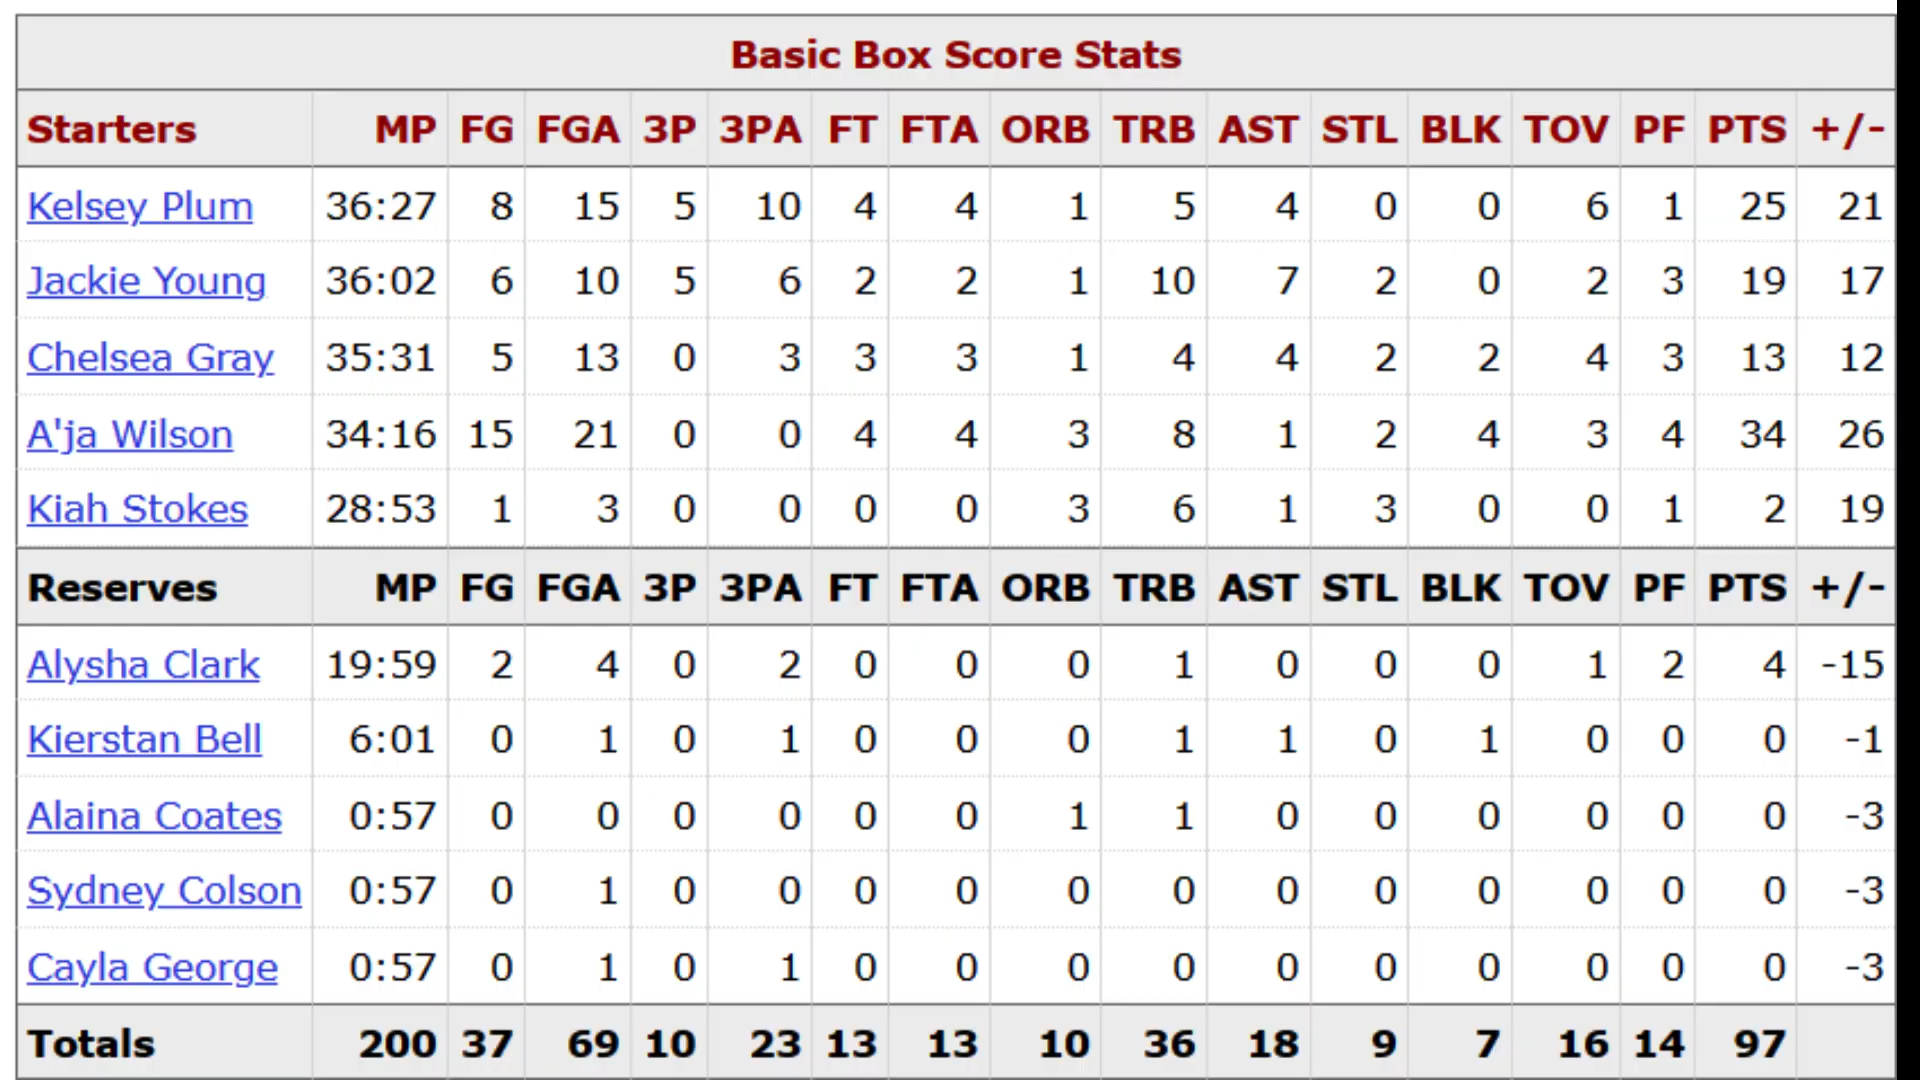 Basic Box Score Stats
Starters MP FG FGA 3P 3PA FT FTA ORB TRB AST STL BLK TOV PF PTS +/-
Kelsey Plum 36:27 8 15 5 10 4 4 1 5 4 0 0 6 1 25 21
Jackie Young 36:02 6 10 5 6 2 2 1 10 7 2 0 2 3 19 17
Chelsea Gray 35:31 5 13 0 3 3 3 1 4 4 2 2 4 3 13 12
A'ja Wilson 34:16 15 21 0 0 4 4 3 8 1 2 4 3 4 34 26
Kiah Stokes 28:53 1 3 0 0 0 0 3 6 1 3 0 0 1 2 19
Reserves MP FG FGA 3P 3PA FT FTA ORB TRB AST STL BLK TOV PF PTS +/-
Alysha Clark 19:59 2 4 0 2 0 0 0 1 0 0 0 1 2 4 -15
Kierstan Bell 6:01 0 1 0 1 0 0 0 1 1 0 1 0 0 0 -1
Alaina Coates 0:57 0 0 0 0 0 0 1 1 0 0 0 0 0 0 -3
Sydney Colson 0:57 0 1 0 0 0 0 0 0 0 0 0 0 0 0 -3
Cayla George 0:57 0 1 0 1 0 0 0 0 0 0 0 0 0 0 -3
Totals 200 37 69 10 23 13 13 10 36 18 9 7 16 14 97